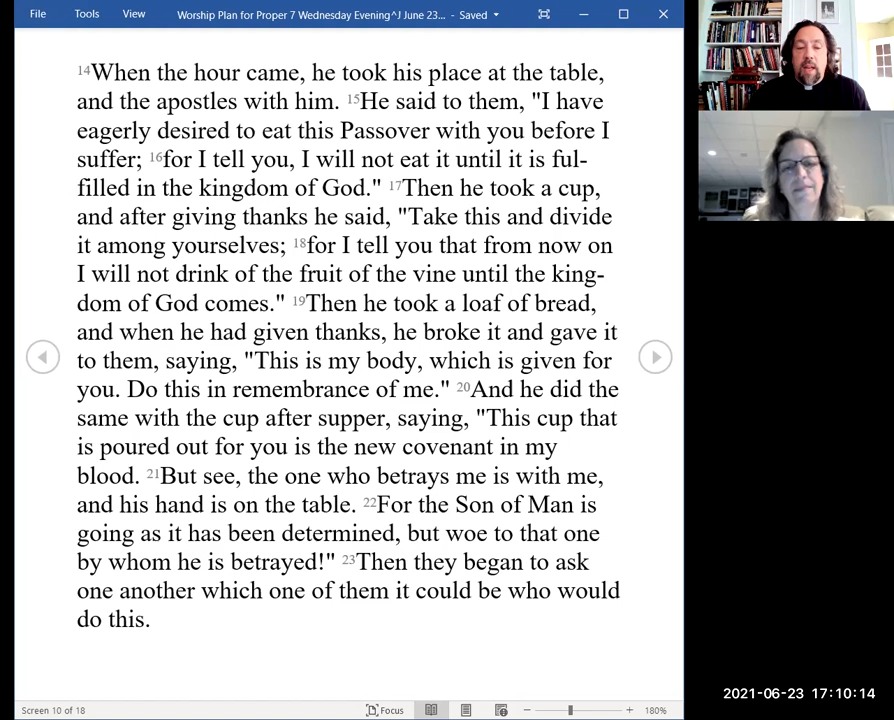 File Tools View Worship Plan for Proper 7 Wednesday Evening^J June 23... - Saved
14When the hour came, he took his place at the table,
and the apostles with him. 15He said to them, "I have
eagerly desired to eat this Passover with you before I
suffer; 16for I tell you, I will not eat it until it is ful-
filled in the kingdom of God." 17Then he took a cup,
and after giving thanks he said, "Take this and divide
it among yourselves; 18for I tell you that from now on
I will not drink of the fruit of the vine until the king-
dom of God comes." 19Then he took a loaf of bread,
and when he had given thanks, he broke it and gave it
to them, saying, "This is my body, which is given for
you. Do this in remembrance of me." 20And he did the
same with the cup after supper, saying, "This cup that
is poured out for you is the new covenant in my
blood. 21But see, the one who betrays me is with me,
and his hand is on the table. 22For the Son of Man is
going as it has been determined, but woe to that one
by whom he is betrayed!" 23Then they began to ask
one another which one of them it could be who would
do this.
2021-06-23 17:10:14
Screen 10 of 18 Focus 180%